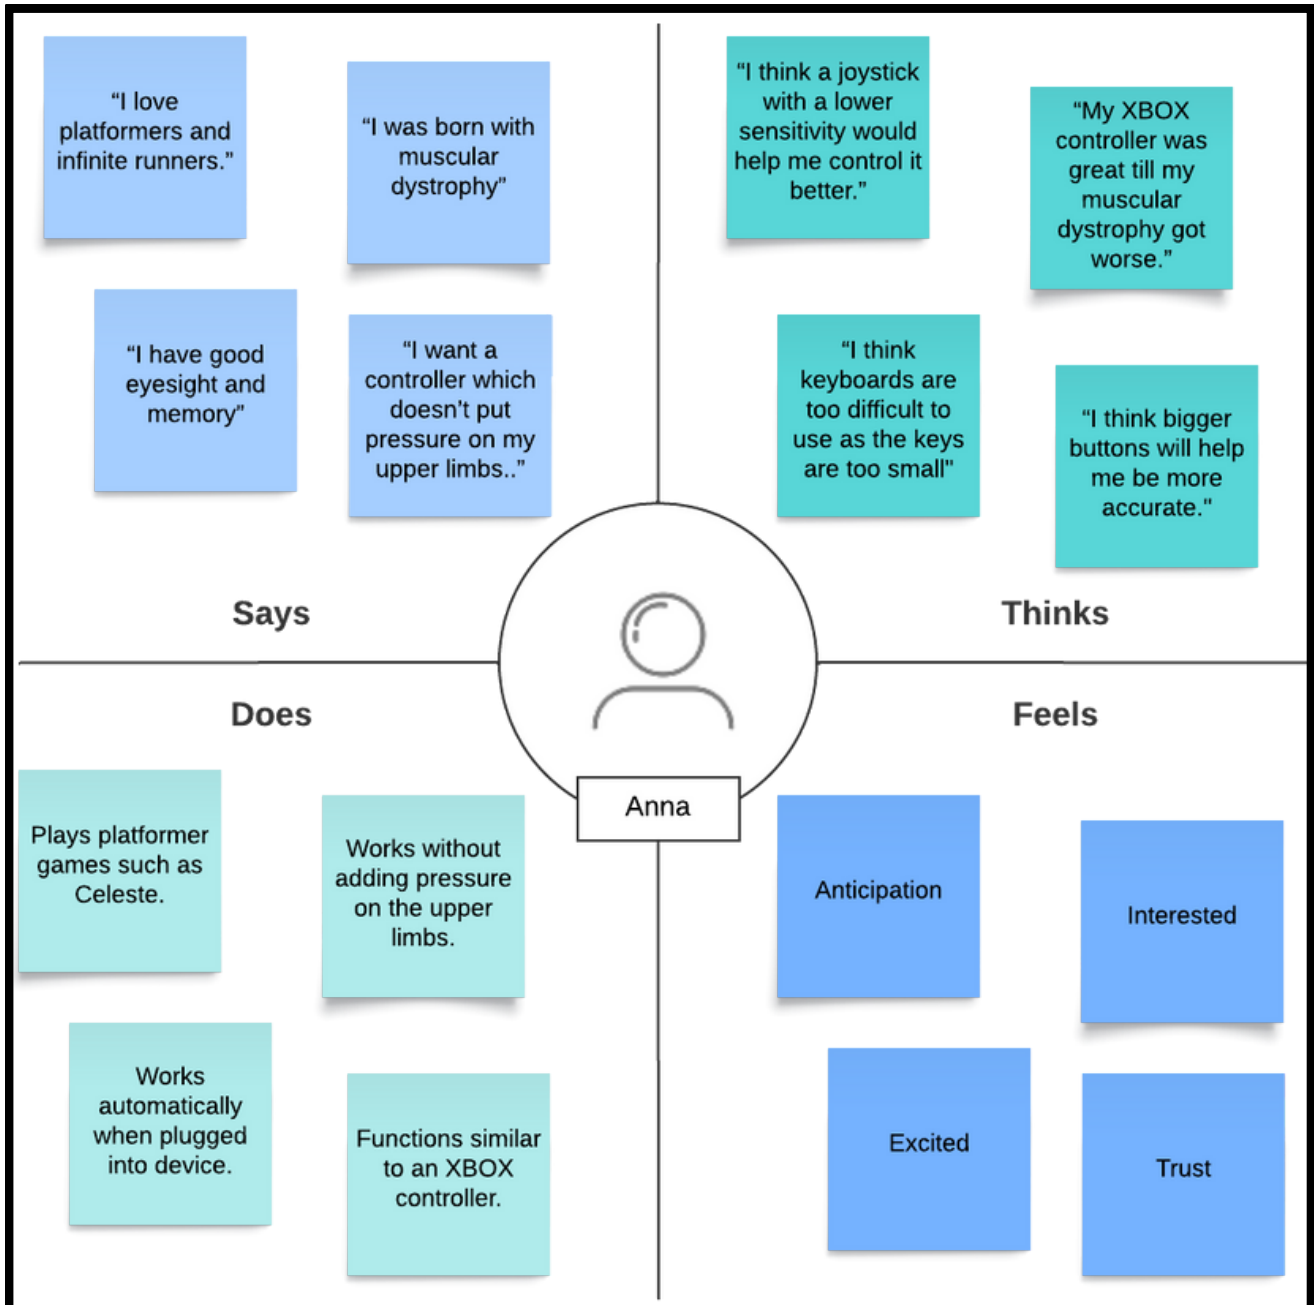 “I love
platformers and
infinite runners.”
“I was born with
muscular
dystrophy”
“I have good
eyesight and
memory”
“I want a
controller which
doesn’t put
pressure on my
upper limbs..”
Says
“I think a joystick
with a lower
sensitivity would
help me control it
better.”
“My XBOX
controller was
great till my
muscular
dystrophy got
worse.”
“I think
keyboards are
too difficult to
use as the keys
are too small"
“I think bigger
buttons will help
me be more
accurate."
Thinks
Anna
Does
Plays platformer
games such as
Celeste.
Works without
adding pressure
on the upper
limbs.
Works
automatically
when plugged
into device.
Functions similar
to an XBOX
controller.
Feels
Anticipation
Interested
Excited
Trust